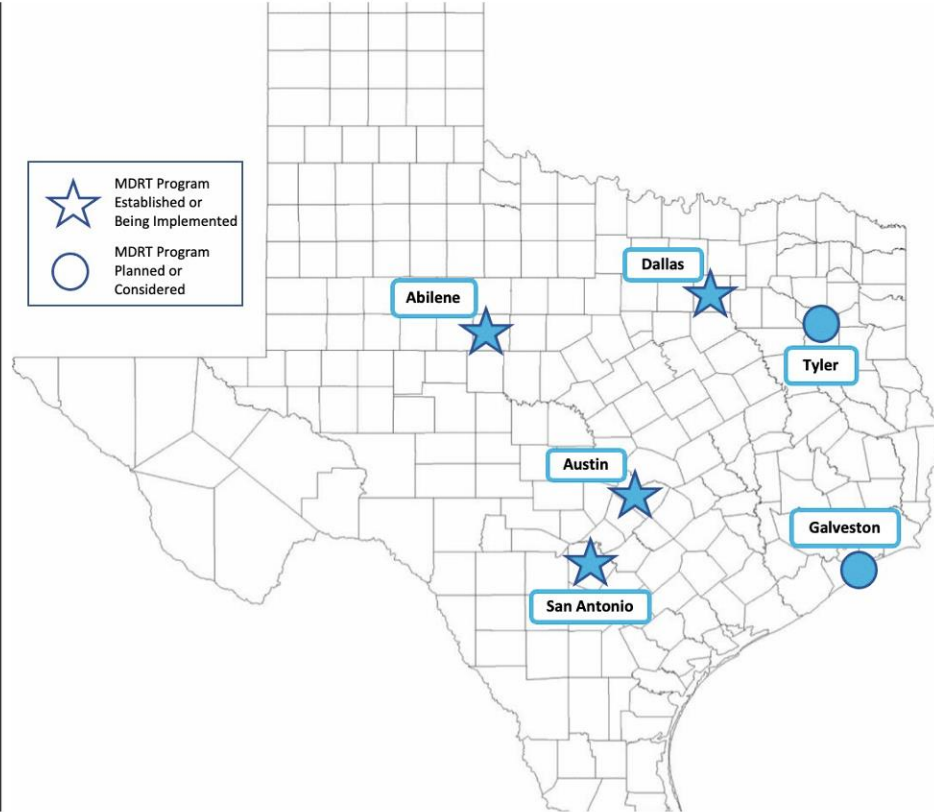 MDRT Program
Established or
Being Implemented
MDRT Program
Planned or
Considered
Dallas
Abilene
Tyler
Austin
Galveston
San Antonio